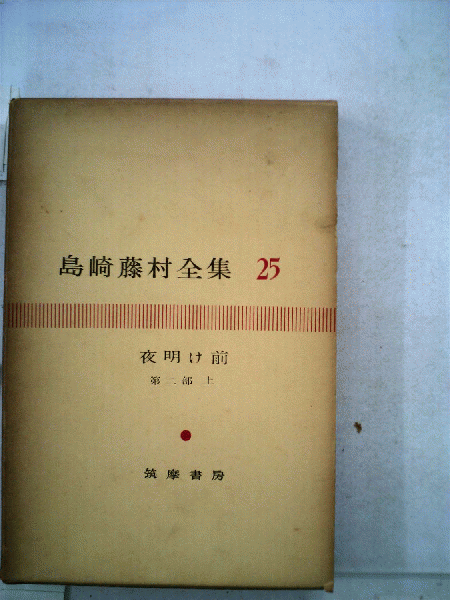 島崎藤村全集 25
夜明け前
第二部 上
筑摩書房